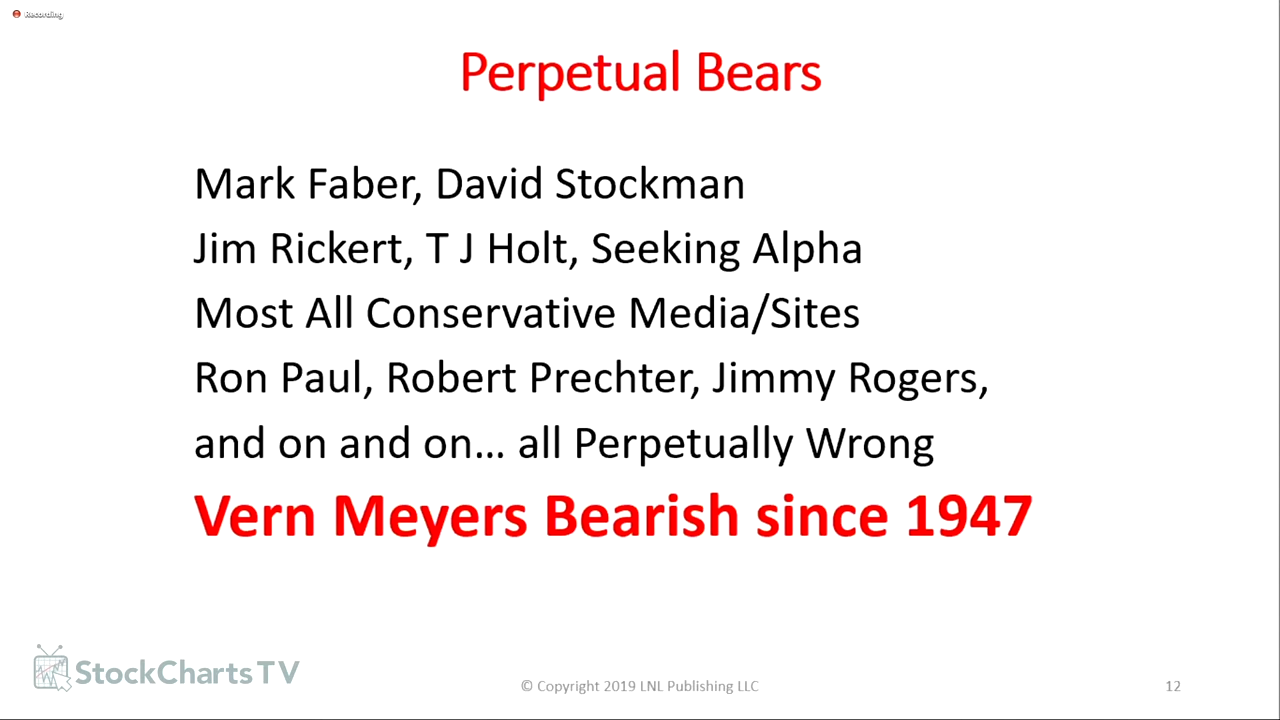 Recording
Perpetual Bears
Mark Faber, David Stockman
Jim Rickert, T J Holt, Seeking Alpha
Most All Conservative Media/Sites
Ron Paul, Robert Prechter, Jimmy Rogers,
and on and on... all Perpetually Wrong
Vern Meyers Bearish since 1947
StockChartsTV
© Copyright 2019 LNL Publishing LLC
12